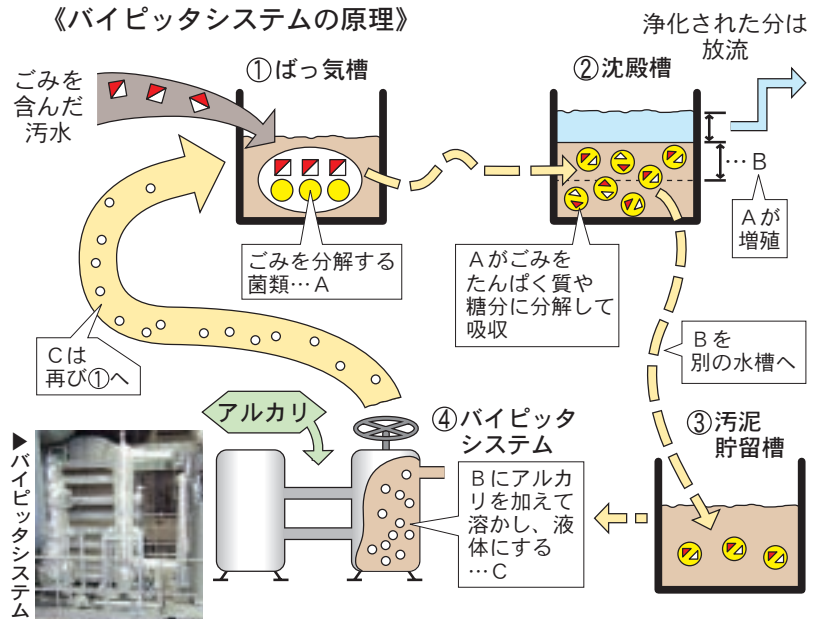 《バイピッタシステムの原理》
ごみを
含んだ
汚水
①ばっ気槽
②沈殿槽
浄化された分は
放流
…B
Aが
増殖
ごみを分解する
菌類…A
Aがごみを
たんぱく質や
糖分に分解して
吸収
Cは
再び①へ
Bを
別の水槽へ
アルカリ
④バイピッタ
システム
③汚泥
貯留槽
Bにアルカ
リを加えて
溶かし、液
体にする
…C
▶バイピッタシステム